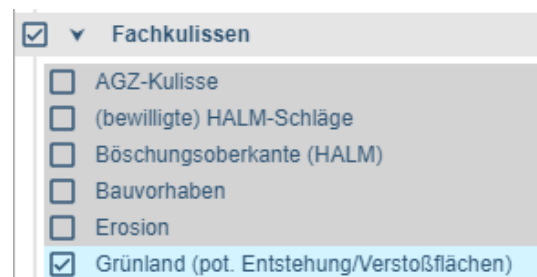 Fachkulissen
AGZ-Kulisse
(bewilligte) HALM-Schläge
Böschungsoberkante (HALM)
Bauvorhaben
Erosion
Grünland (pot. Entstehung/Verstoßflächen)